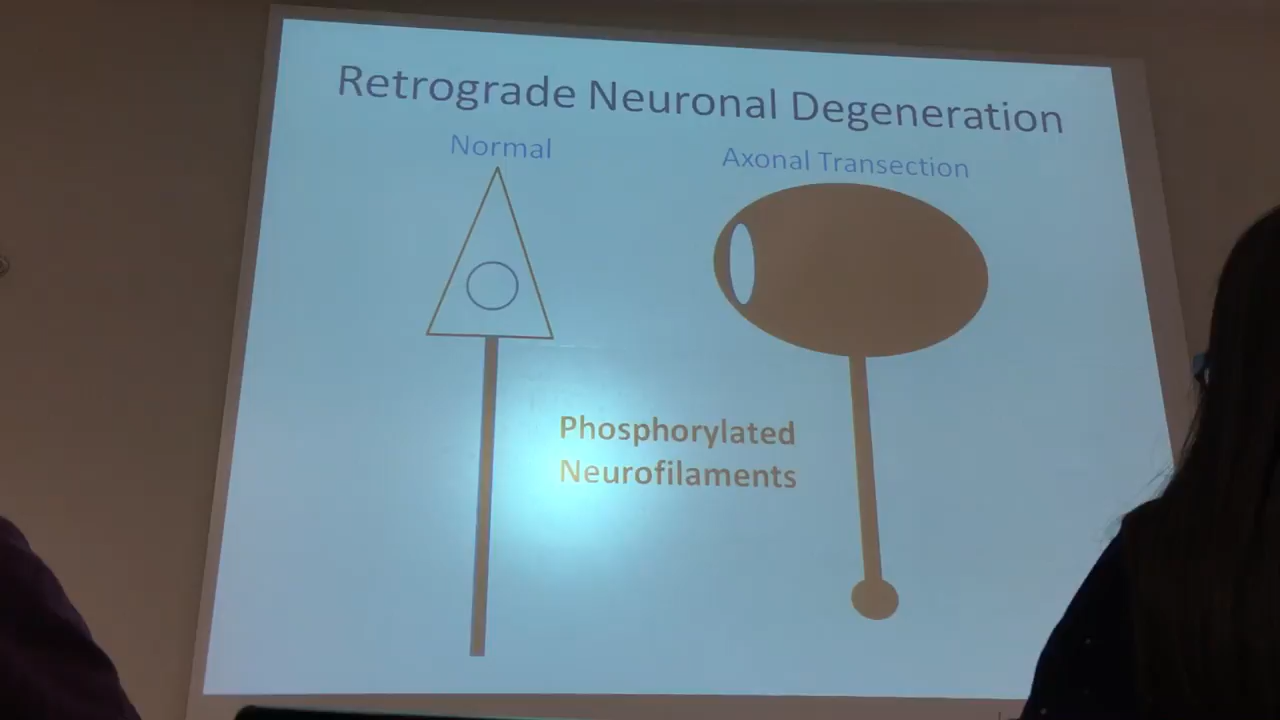 Retrograde Neuronal Degeneration
Normal
Axonal Transection
Phosphorylated
Neurofilaments